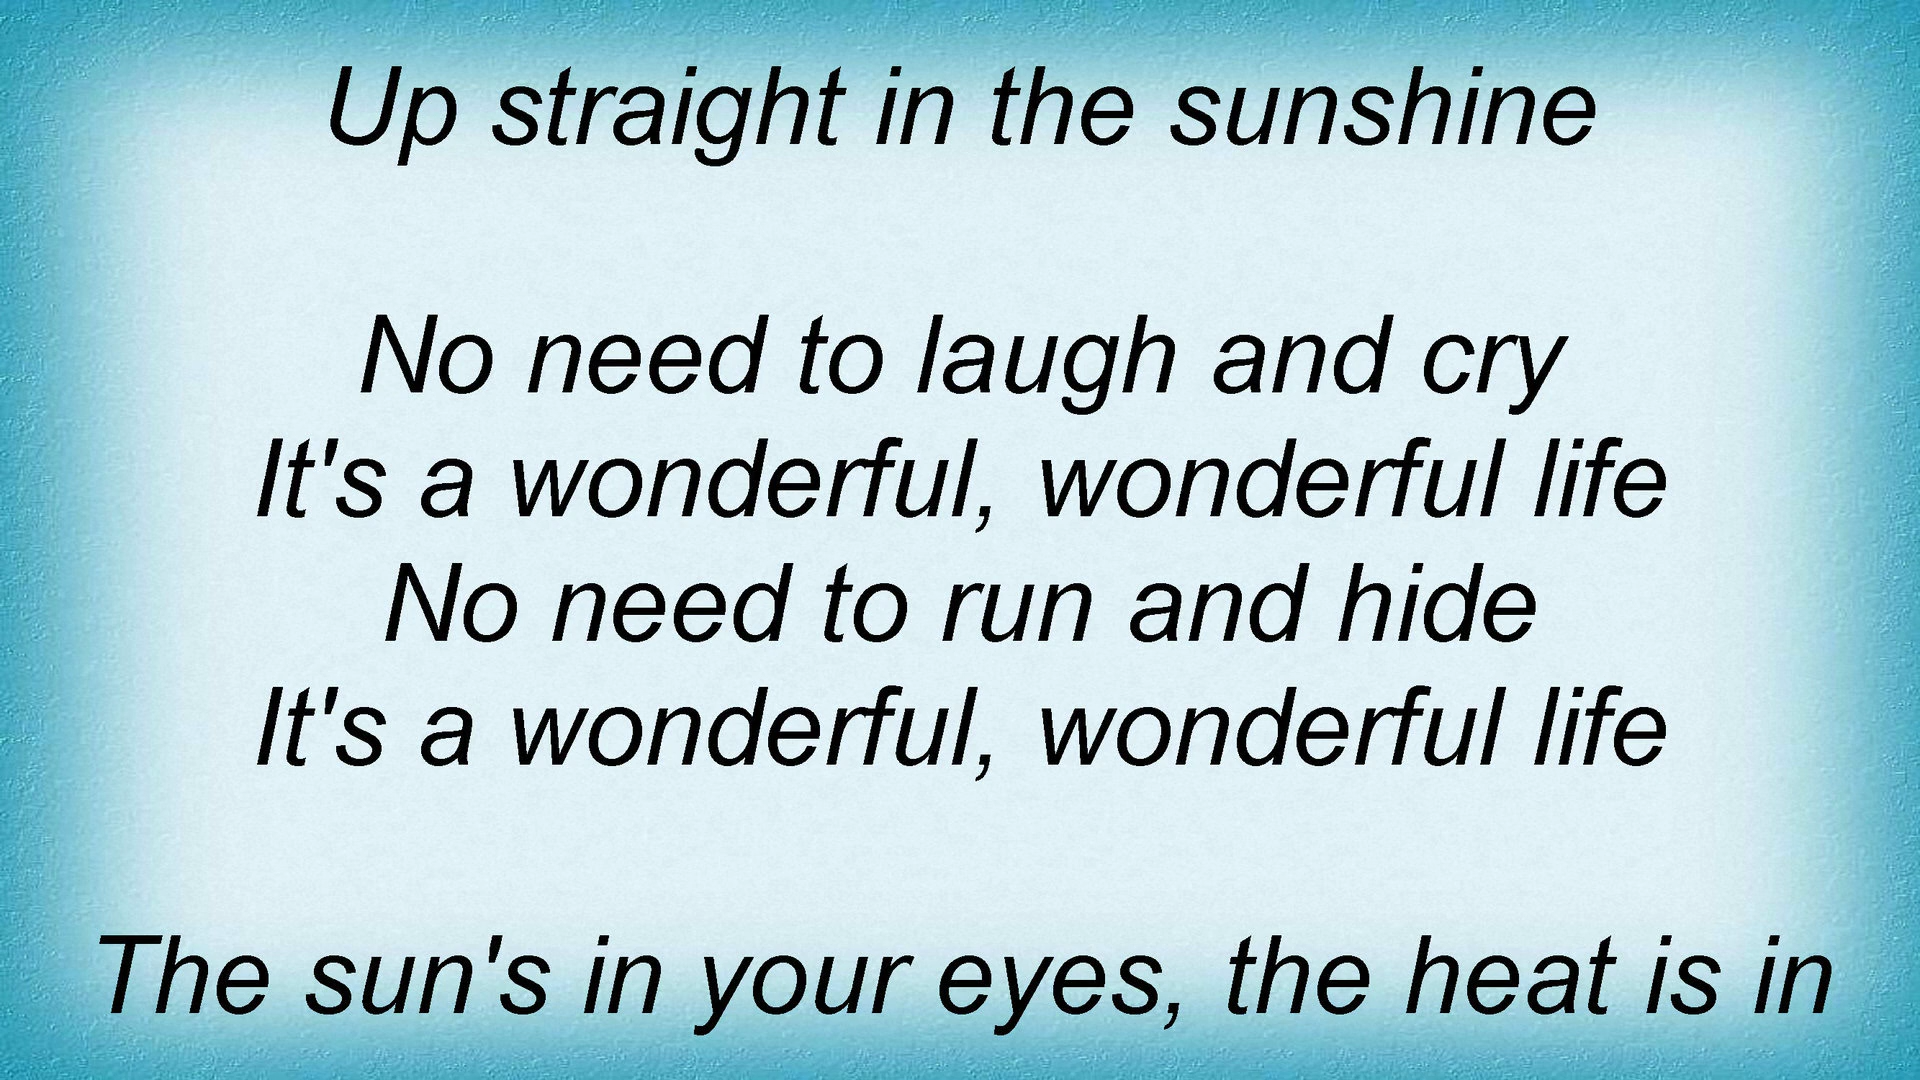 Up straight in the sunshine
No need to laugh and cry
It's a wonderful, wonderful life
No need to run and hide
It's a wonderful, wonderful life
The sun's in your eyes, the heat is in